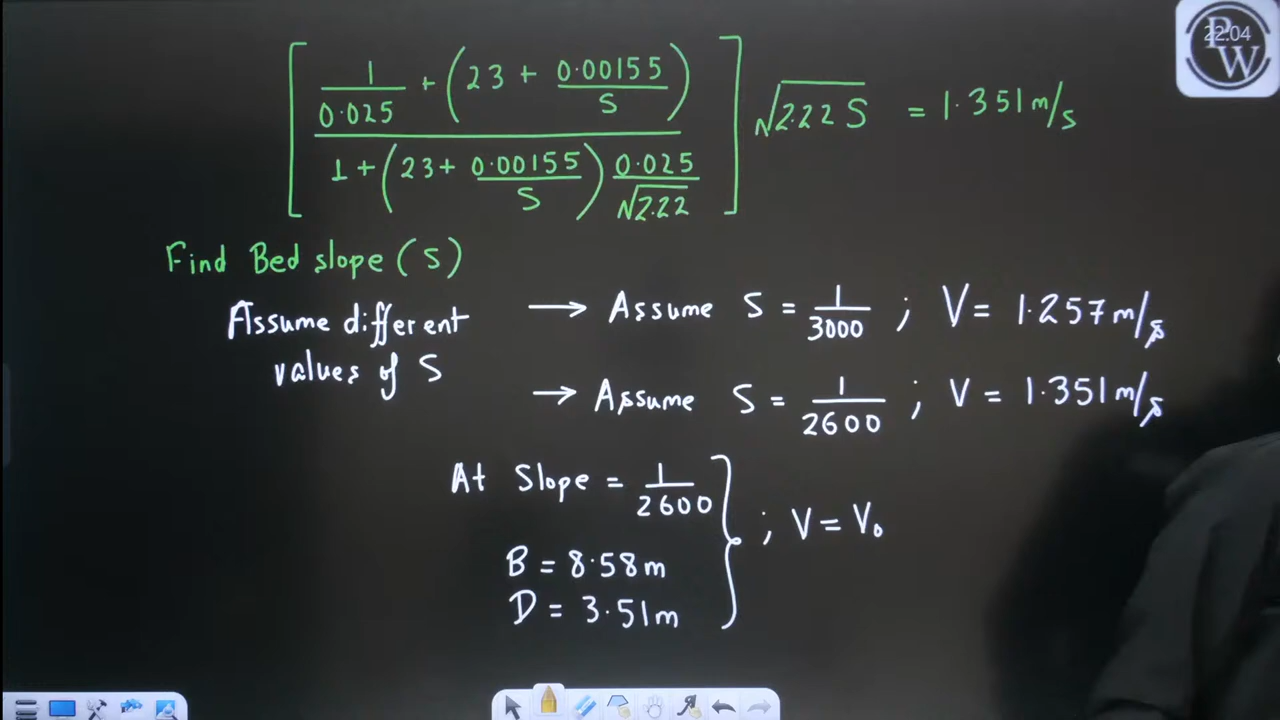 [ (1/0.025 + (23 + 0.00155/S)) / (1 + (23 + 0.00155/S) 0.025/√2.22) ] √2.22 S = 1.351 m/s
22:04
PW
Find Bed slope (S)
Assume different values of S
→ Assume S = 1/3000 ; V = 1.257 m/s
→ Assume S = 1/2600 ; V = 1.351 m/s
At Slope = 1/2600
B = 8.58m
D = 3.51m
} ; V = V₀